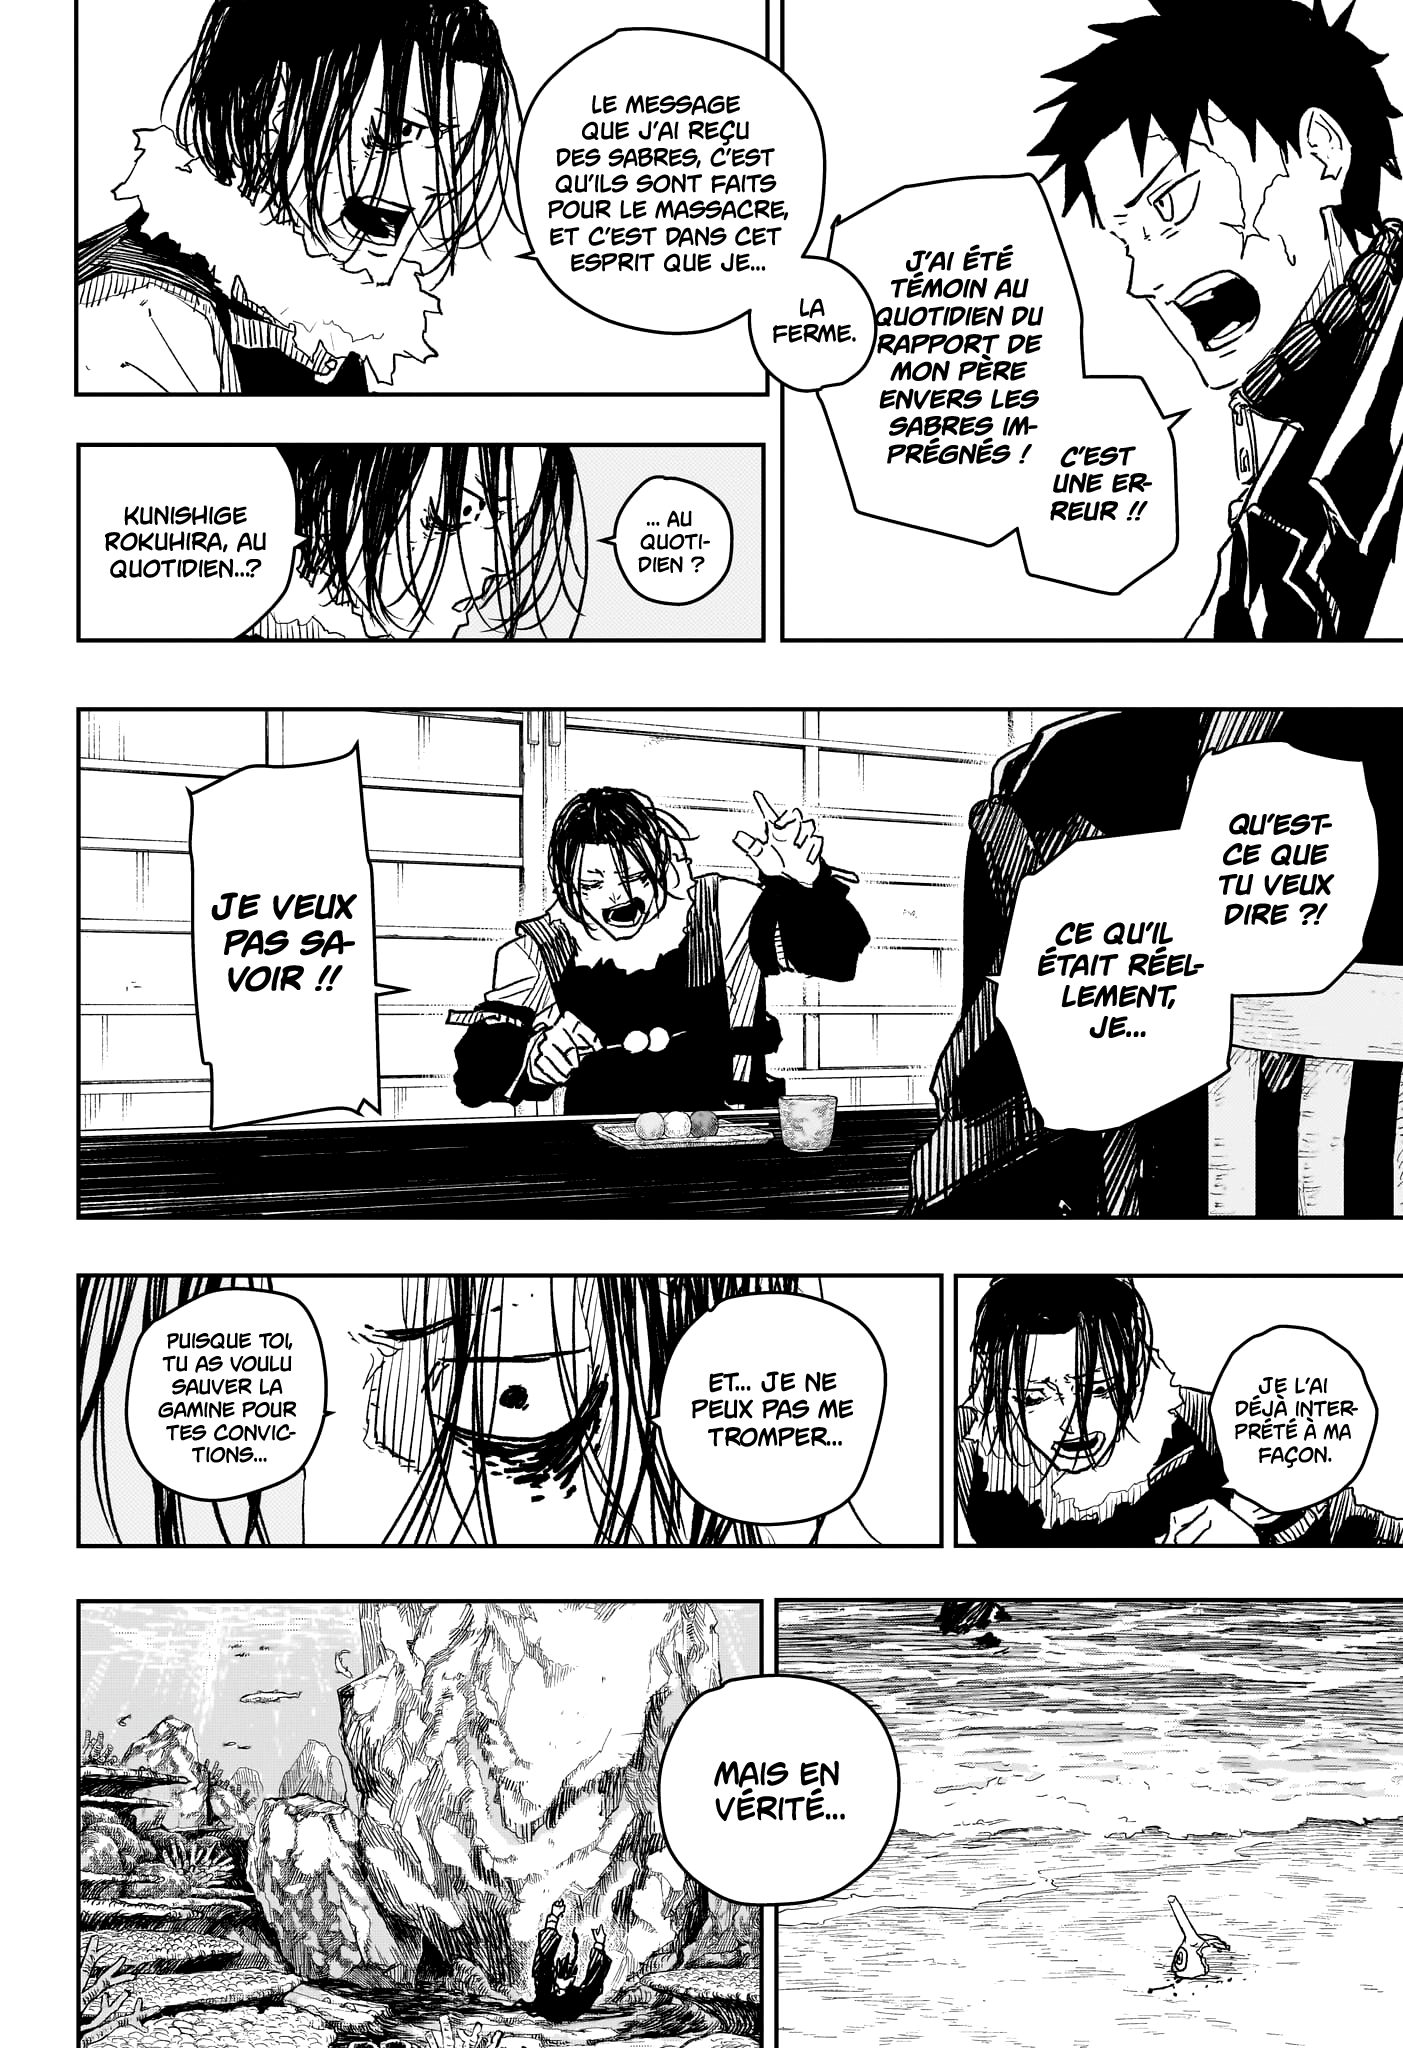 J'AI ÉTÉ
TÉMOIN AU
QUOTIDIEN DU
RAPPORT DE
MON PÈRE
ENVERS LES
SABRES IM-
PRÉGNÉS !
C'EST
UNE ER-
REUR !!
LA
FERME.
LE MESSAGE
QUE J'AI REÇU
DES SABRES, C'EST
QU'ILS SONT FAITS
POUR LE MASSACRE,
ET C'EST DANS CET
ESPRIT QUE JE...
... AU
QUOTI-
DIEN ?
KUNISHIGE
ROKUHIRA, AU
QUOTIDIEN...?
QU'EST-
CE QUE
TU VEUX
DIRE ?!
CE QU'IL
ÉTAIT RÉEL-
LEMENT,
JE...
JE VEUX
PAS SA-
VOIR !!
JE L'AI
DÉJÀ INTER-
PRÉTÉ À MA
FAÇON.
ET... JE NE
PEUX PAS ME
TROMPER...
PUISQUE TOI,
TU AS VOULU
SAUVER LA
GAMINE POUR
TES CONVIC-
TIONS...
MAIS EN
VÉRITÉ...